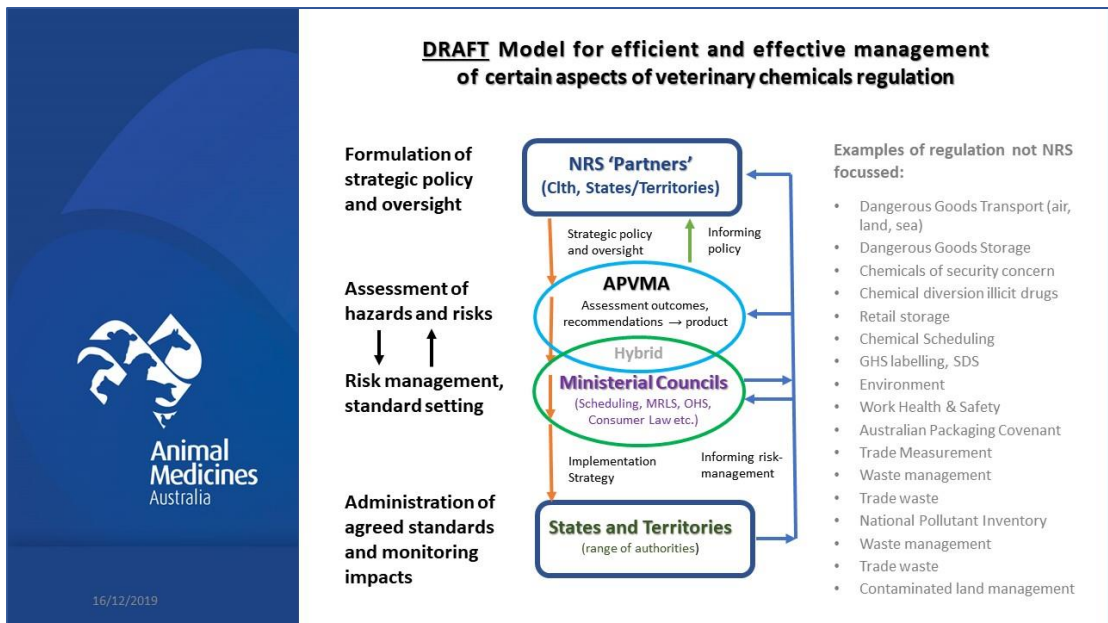 DRAFT Model for efficient and effective management
of certain aspects of veterinary chemicals regulation
Formulation of
strategic policy
and oversight
NRS ‘Partners’
(Clth, States/Territories)
Strategic policy
and oversight
Informing
policy
Assessment of
hazards and risks
APVMA
Assessment outcomes,
recommendations → product
Hybrid
Risk management,
standard setting
Ministerial Councils
(Scheduling, MRLS, OHS,
Consumer Law etc.)
Implementation
Strategy
Informing risk-
management
Administration of
agreed standards
and monitoring
impacts
States and Territories
(range of authorities)
Examples of regulation not NRS
focussed:
• Dangerous Goods Transport (air,
land, sea)
• Dangerous Goods Storage
• Chemicals of security concern
• Chemical diversion illicit drugs
• Retail storage
• Chemical Scheduling
• GHS labelling, SDS
• Environment
• Work Health & Safety
• Australian Packaging Covenant
• Trade Measurement
• Waste management
• Trade waste
• National Pollutant Inventory
• Waste management
• Trade waste
• Contaminated land management
Animal
Medicines
Australia
16/12/2019